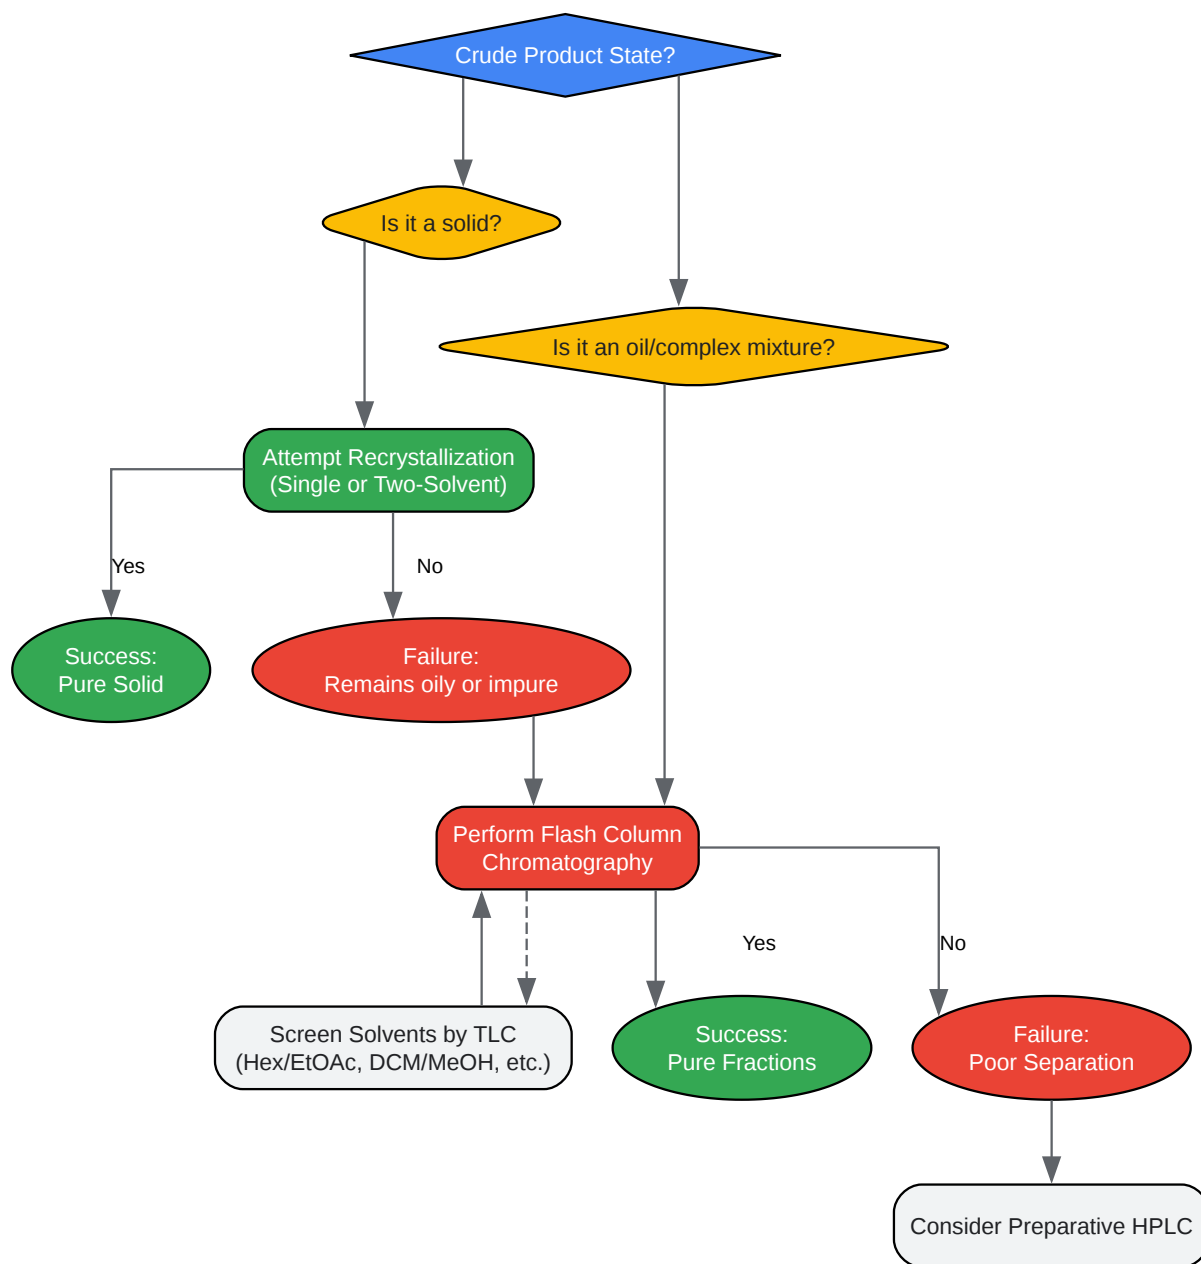 Crude Product State?
Is it a solid?
Is it an oil/complex mixture?
Attempt Recrystallization
(Single or Two-Solvent)
Yes
No
Success:
Pure Solid
Failure:
Remains oily or impure
Perform Flash Column
Chromatography
Yes
No
Screen Solvents by TLC
(Hex/EtOAc, DCM/MeOH, etc.)
Success:
Pure Fractions
Failure:
Poor Separation
Consider Preparative HPLC